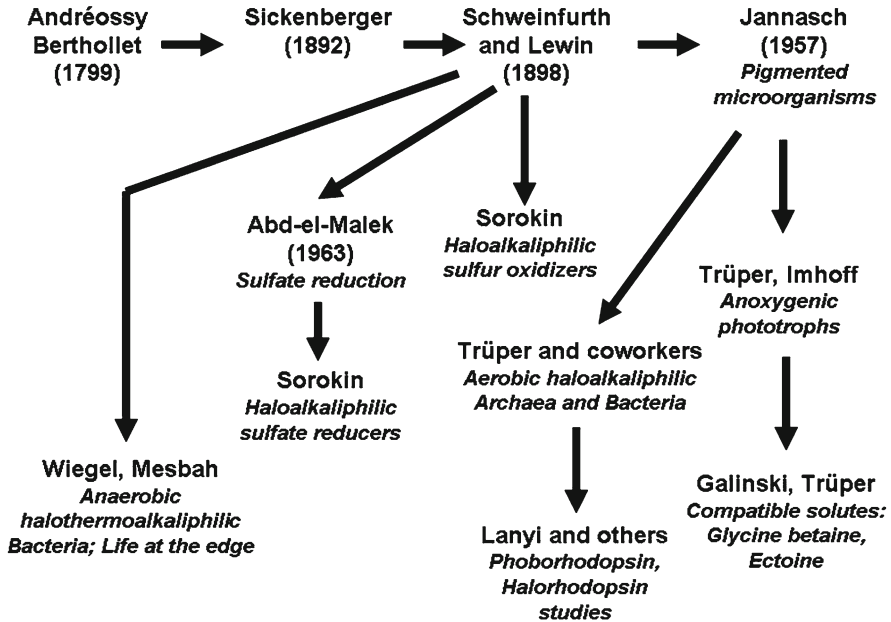 Andréossy
Berthollet
(1799)
Sickenberger
(1892)
Schweinfurth
and Lewin
(1898)
Jannasch
(1957)
Pigmented
microorganisms
Abd-el-Malek
(1963)
Sulfate reduction
Sorokin
Haloalkaliphilic
sulfur oxidizers
Trüper, Imhoff
Anoxygenic
phototrophs
Sorokin
Haloalkaliphilic
sulfate reducers
Trüper and coworkers
Aerobic haloalkaliphilic
Archaea and Bacteria
Wiegel, Mesbah
Anaerobic
halothermoalkaliphilic
Bacteria; Life at the edge
Lanyi and others
Phoborhodopsin,
Halorhodopsin
studies
Galinski, Trüper
Compatible solutes:
Glycine betaine,
Ectoine